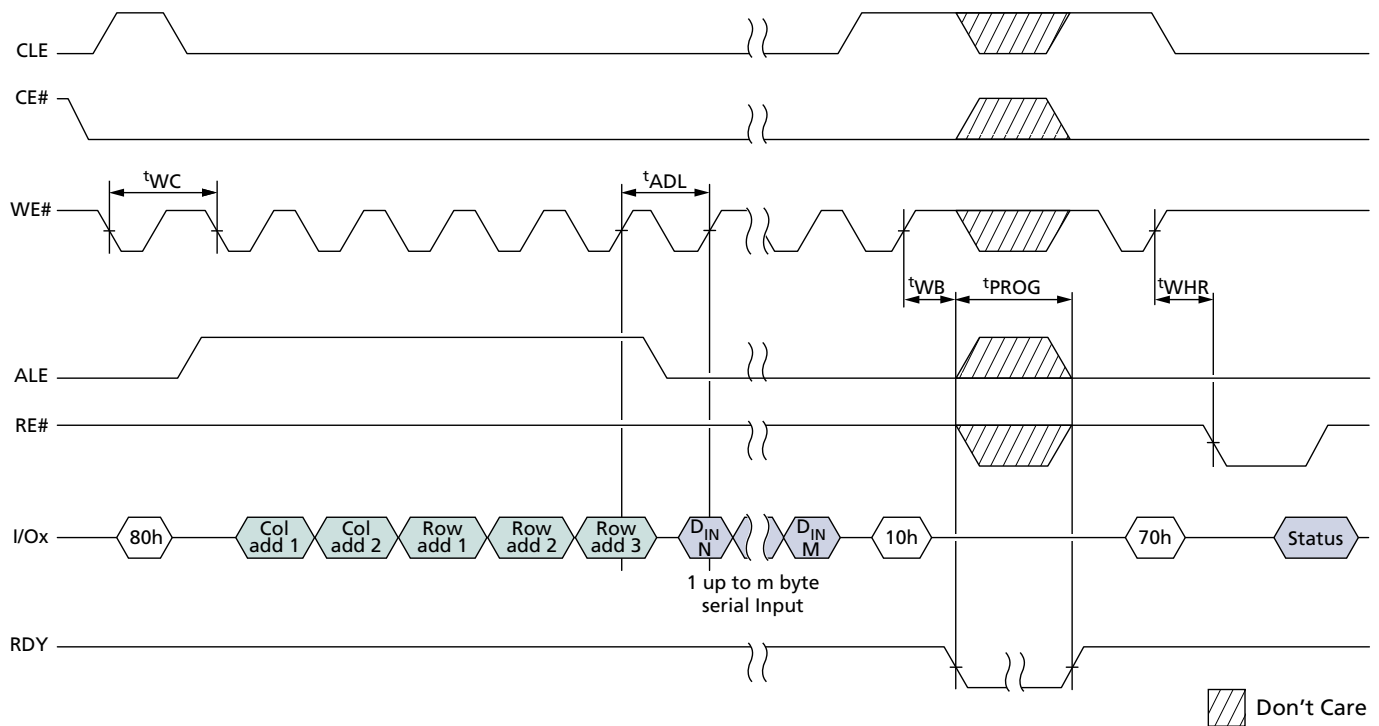 CLE
CE#
tWC
tADL
WE#
tWB
tPROG
tWHR
ALE
RE#
I/Ox
80h
Col add 1
Col add 2
Row add 1
Row add 2
Row add 3
DIN N
DIN M
10h
70h
Status
1 up to m byte
serial Input
RDY
Don't Care